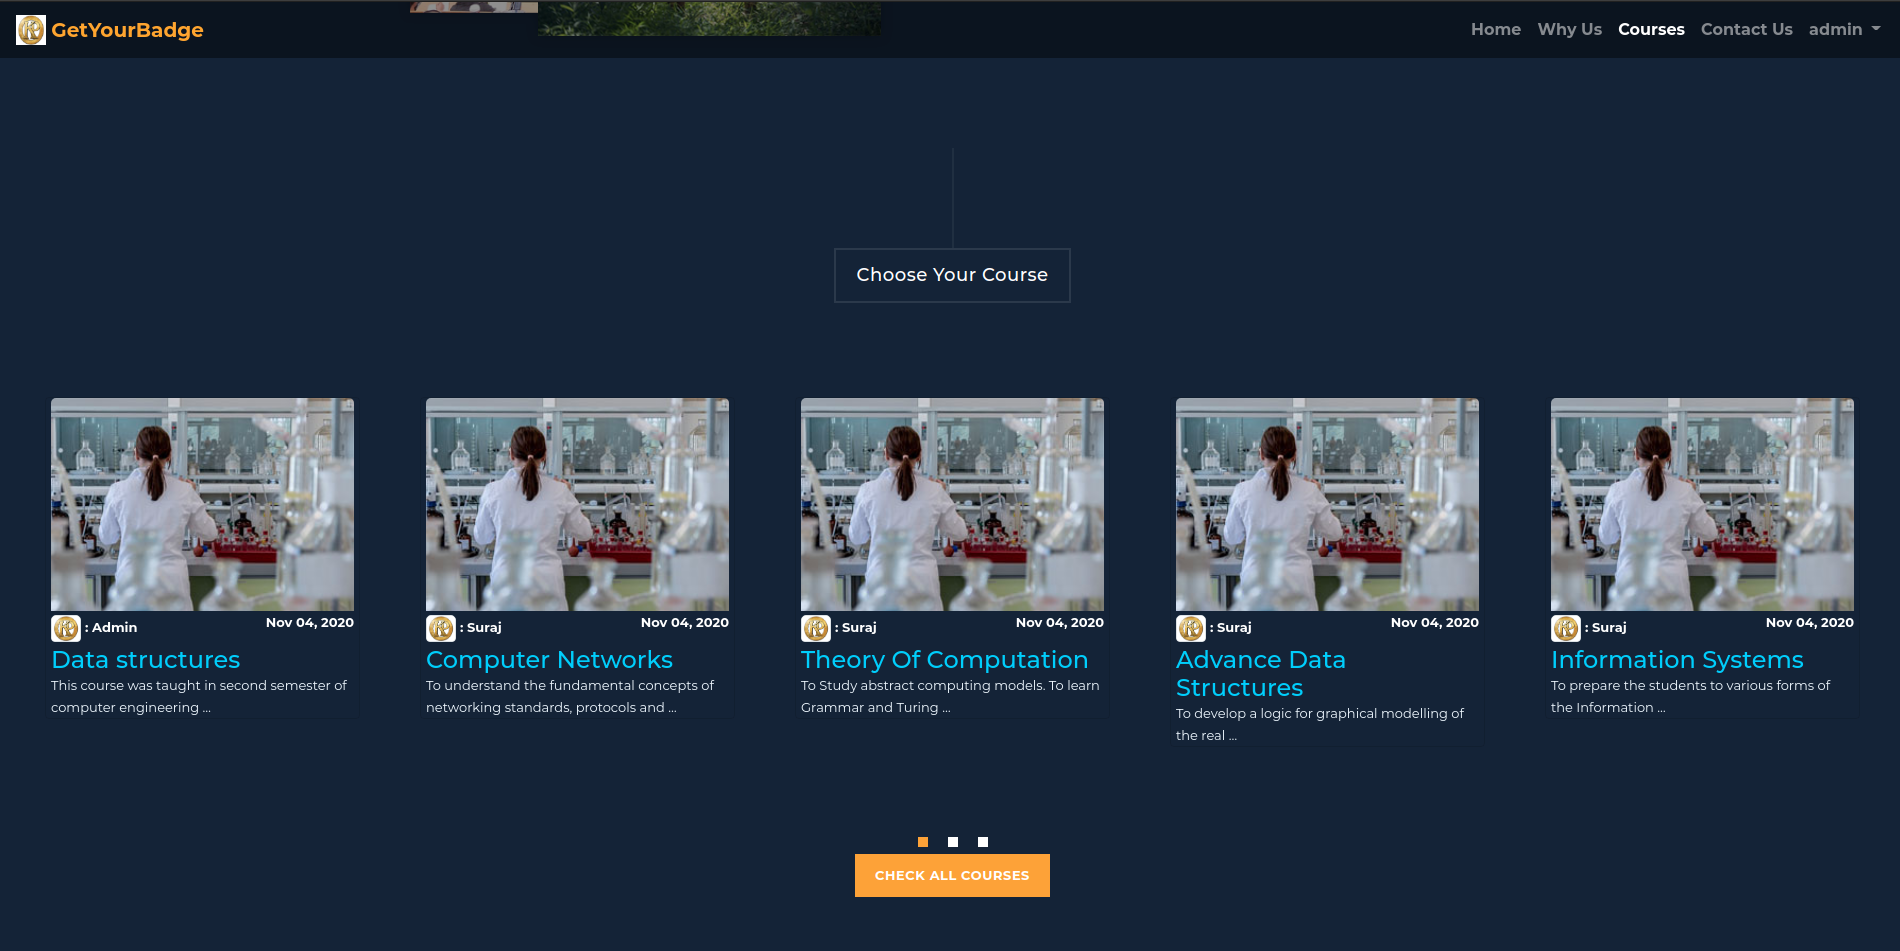 GetYourBadge
Home Why Us Courses Contact Us admin
Choose Your Course
: Admin Nov 04, 2020
Data structures
This course was taught in second semester of
computer engineering ...
: Suraj Nov 04, 2020
Computer Networks
To understand the fundamental concepts of
networking standards, protocols and ...
: Suraj Nov 04, 2020
Theory Of Computation
To Study abstract computing models. To learn
Grammar and Turing ...
: Suraj Nov 04, 2020
Advance Data
Structures
To develop a logic for graphical modelling of
the real ...
: Suraj Nov 04, 2020
Information Systems
To prepare the students to various forms of
the Information ...
CHECK ALL COURSES